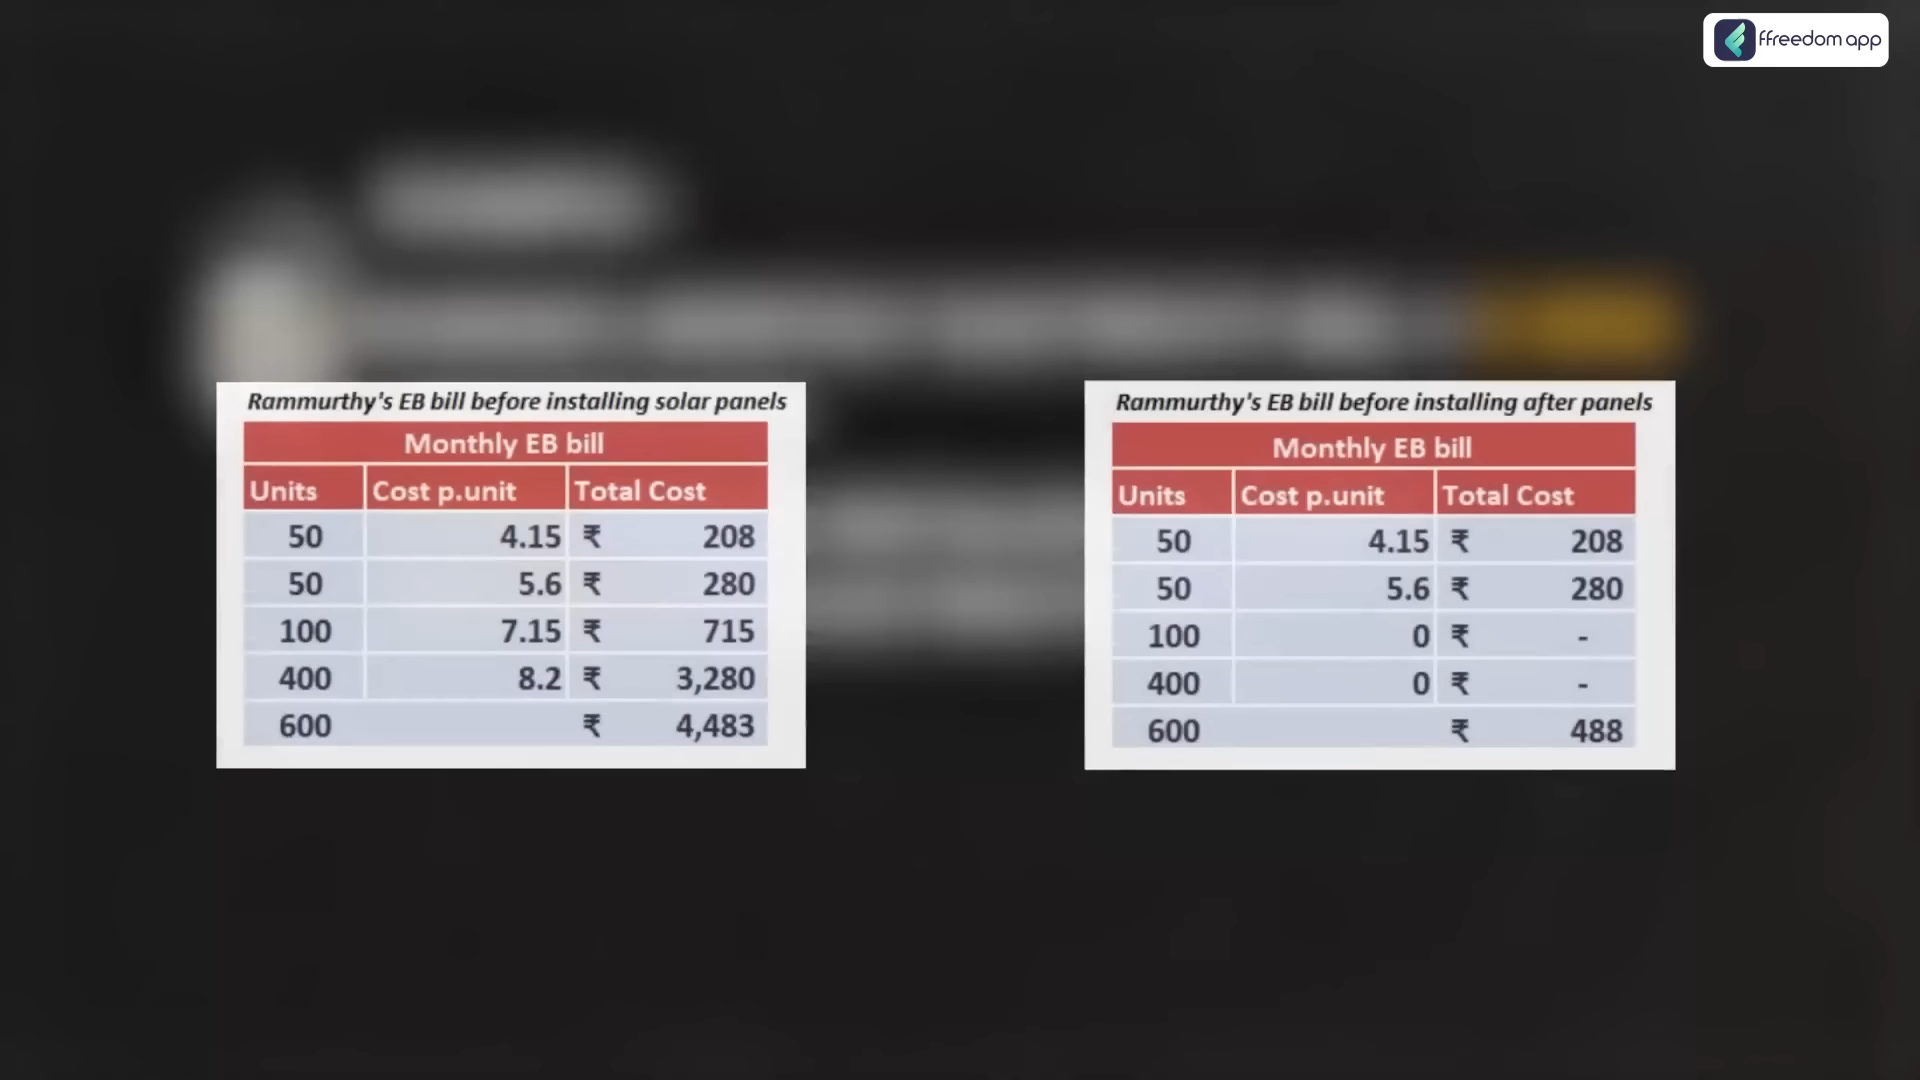 ffreedom app
Rammurthy's EB bill before installing solar panels
Monthly EB bill
Units Cost p.unit Total Cost
50 4.15 ₹ 208
50 5.6 ₹ 280
100 7.15 ₹ 715
400 8.2 ₹ 3,280
600 ₹ 4,483
Rammurthy's EB bill before installing after panels
Monthly EB bill
Units Cost p.unit Total Cost
50 4.15 ₹ 208
50 5.6 ₹ 280
100 0 ₹ -
400 0 ₹ -
600 ₹ 488